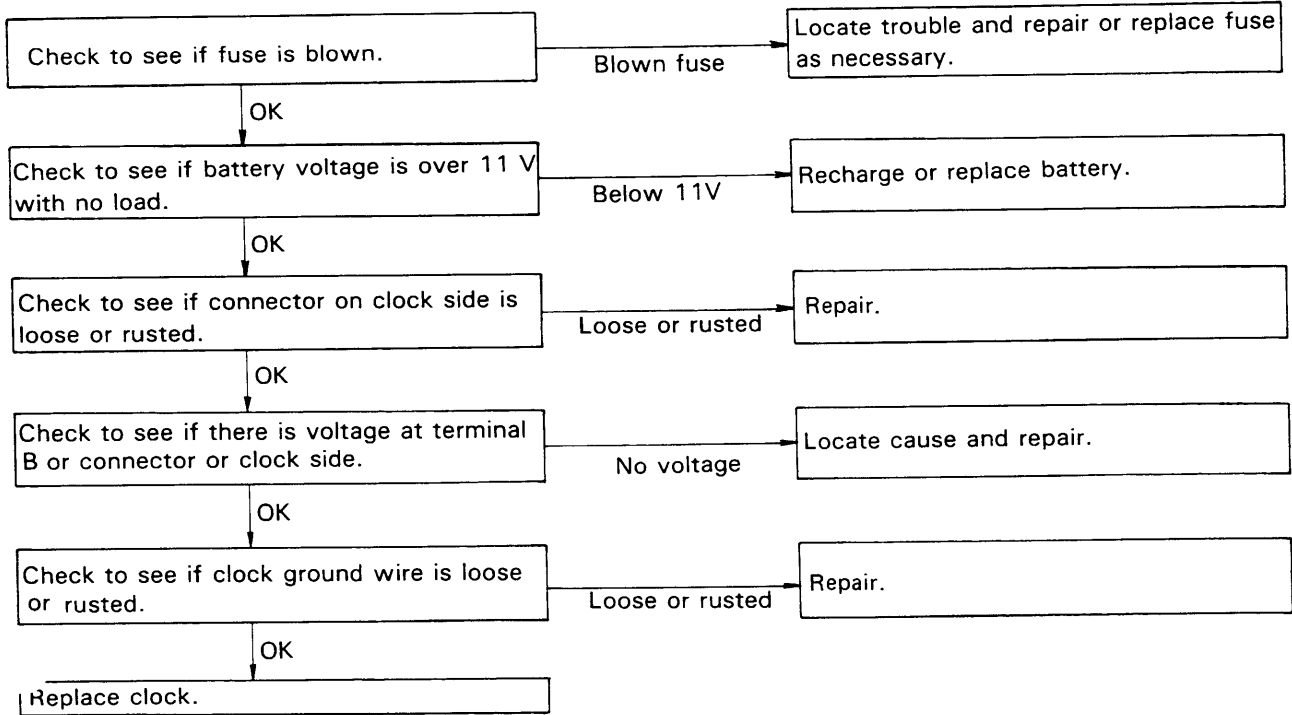 Check to see if fuse is blown.
Blown fuse
Locate trouble and repair or replace fuse
as necessary.
OK
Check to see if battery voltage is over 11 V
with no load.
Below 11V
Recharge or replace battery.
OK
Check to see if connector on clock side is
loose or rusted.
Loose or rusted
Repair.
OK
Check to see if there is voltage at terminal
B or connector or clock side.
No voltage
Locate cause and repair.
OK
Check to see if clock ground wire is loose
or rusted.
Loose or rusted
Repair.
OK
Replace clock.